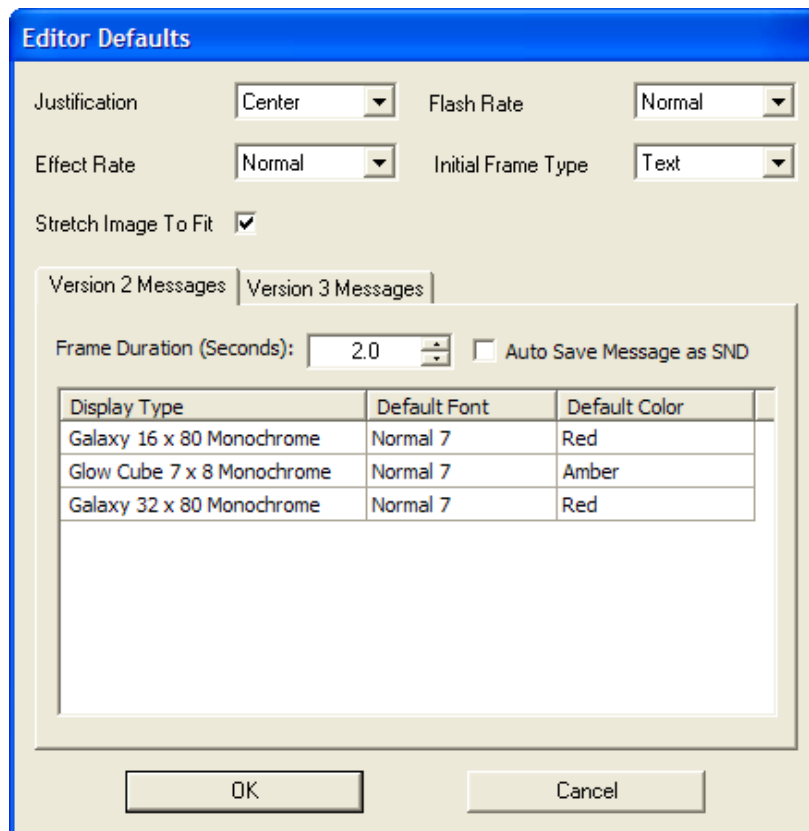 Editor Defaults
Justification Center Flash Rate Normal
Effect Rate Normal Initial Frame Type Text
Stretch Image To Fit
Version 2 Messages Version 3 Messages
Frame Duration (Seconds): 2.0 Auto Save Message as SND
Display Type Default Font Default Color
Galaxy 16 x 80 Monochrome Normal 7 Red
Glow Cube 7 x 8 Monochrome Normal 7 Amber
Galaxy 32 x 80 Monochrome Normal 7 Red
OK Cancel